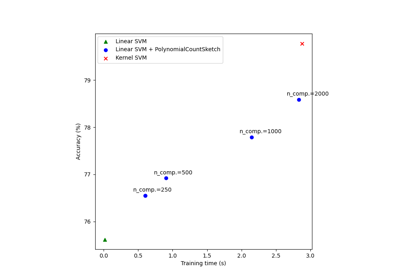 Linear SVM
Linear SVM + PolynomialCountSketch
Kernel SVM
79
78
77
76
n_comp.=2000
n_comp.=1000
n_comp.=500
n_comp.=250
Accuracy (%)
0.0 0.5 1.0 1.5 2.0 2.5 3.0
Training time (s)